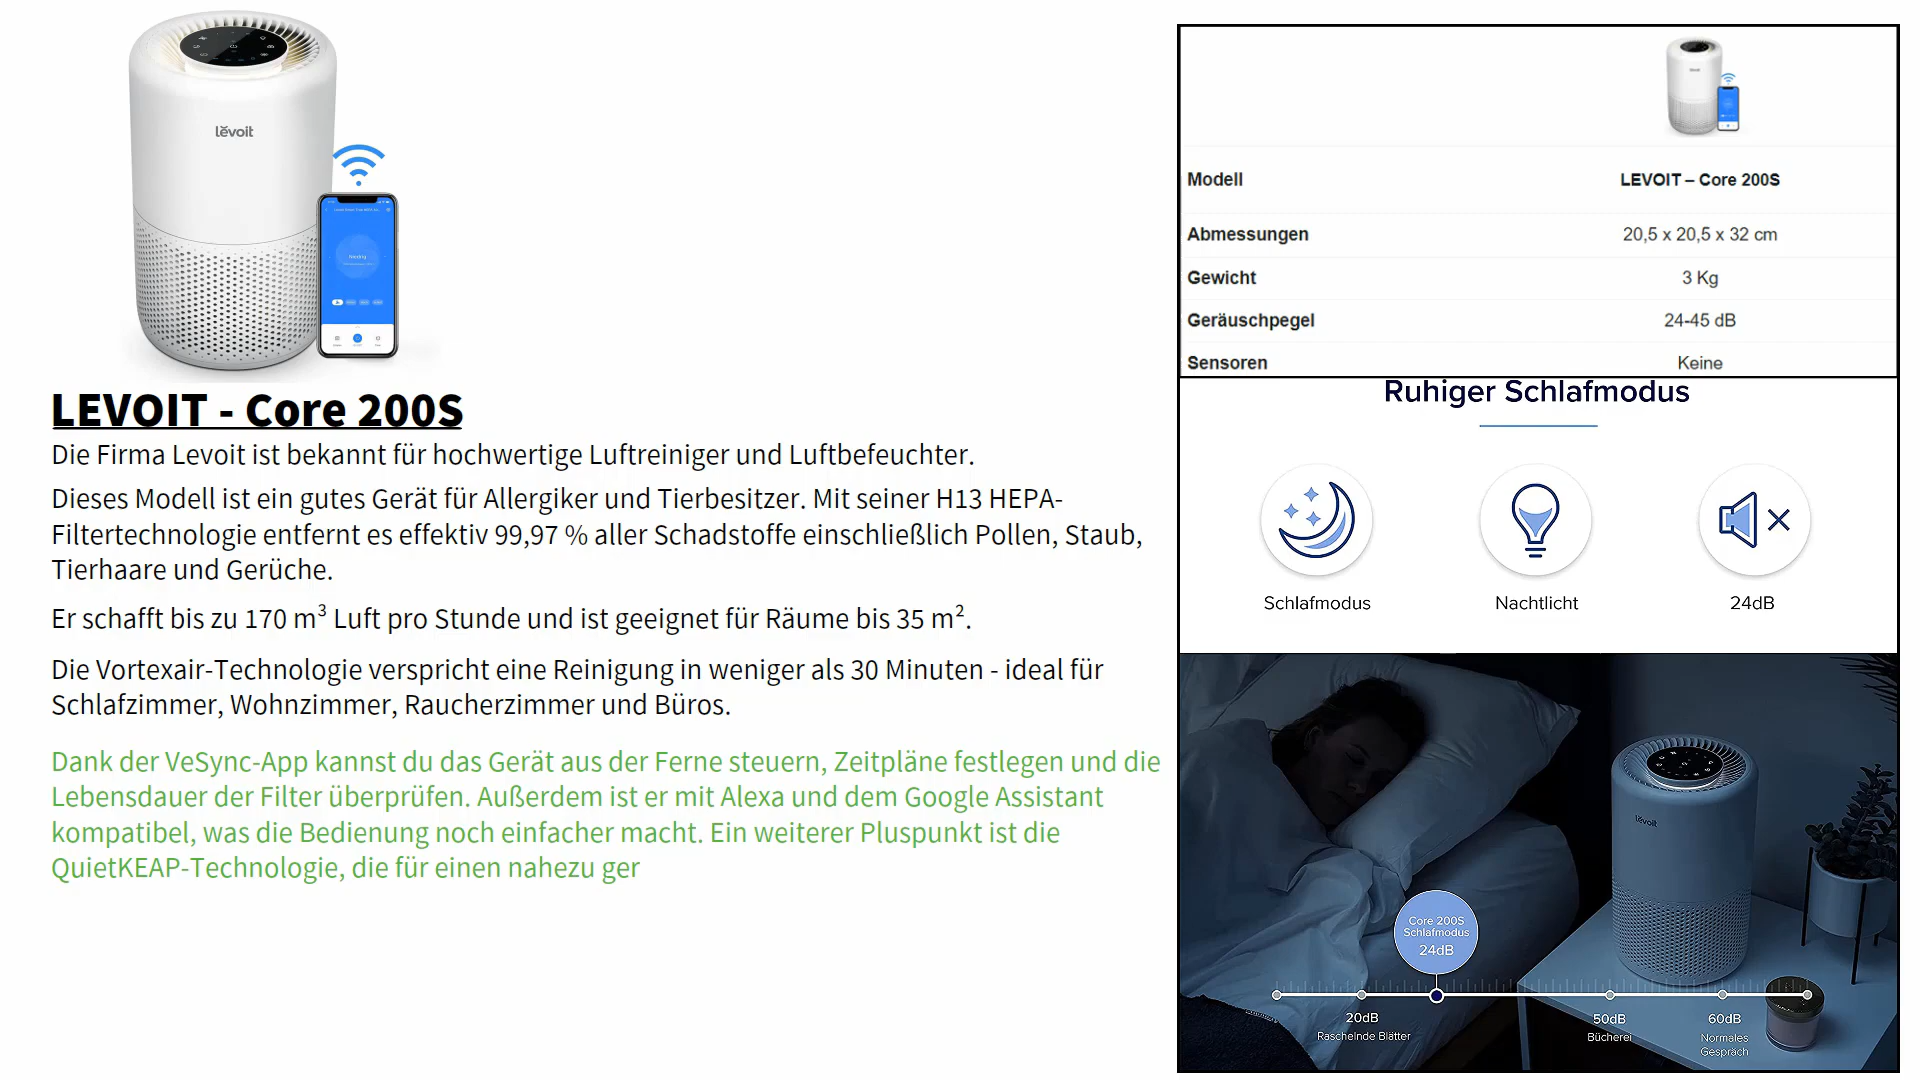 lěvoit
LEVOIT - Core 200S
Die Firma Levoit ist bekannt für hochwertige Luftreiniger und Luftbefeuchter.
Dieses Modell ist ein gutes Gerät für Allergiker und Tierbesitzer. Mit seiner H13 HEPA-
Filtertechnologie entfernt es effektiv 99,97 % aller Schadstoffe einschließlich Pollen, Staub,
Tierhaare und Gerüche.
Er schafft bis zu 170 m³ Luft pro Stunde und ist geeignet für Räume bis 35 m².
Die Vortexair-Technologie verspricht eine Reinigung in weniger als 30 Minuten - ideal für
Schlafzimmer, Wohnzimmer, Raucherzimmer und Büros.
Dank der VeSync-App kannst du das Gerät aus der Ferne steuern, Zeitpläne festlegen und die
Lebensdauer der Filter überprüfen. Außerdem ist er mit Alexa und dem Google Assistant
kompatibel, was die Bedienung noch einfacher macht. Ein weiterer Pluspunkt ist die
QuietKEAP-Technologie, die für einen nahezu ger
Modell LEVOIT – Core 200S
Abmessungen 20,5 x 20,5 x 32 cm
Gewicht 3 Kg
Geräuschpegel 24-45 dB
Sensoren Keine
Ruhiger Schlafmodus
Schlafmodus Nachtlicht 24dB
lěvoit
Core 200S
Schlafmodus
24dB
20dB 50dB 60dB
Raschelnde Blätter Bücherei Normales
Gespräch